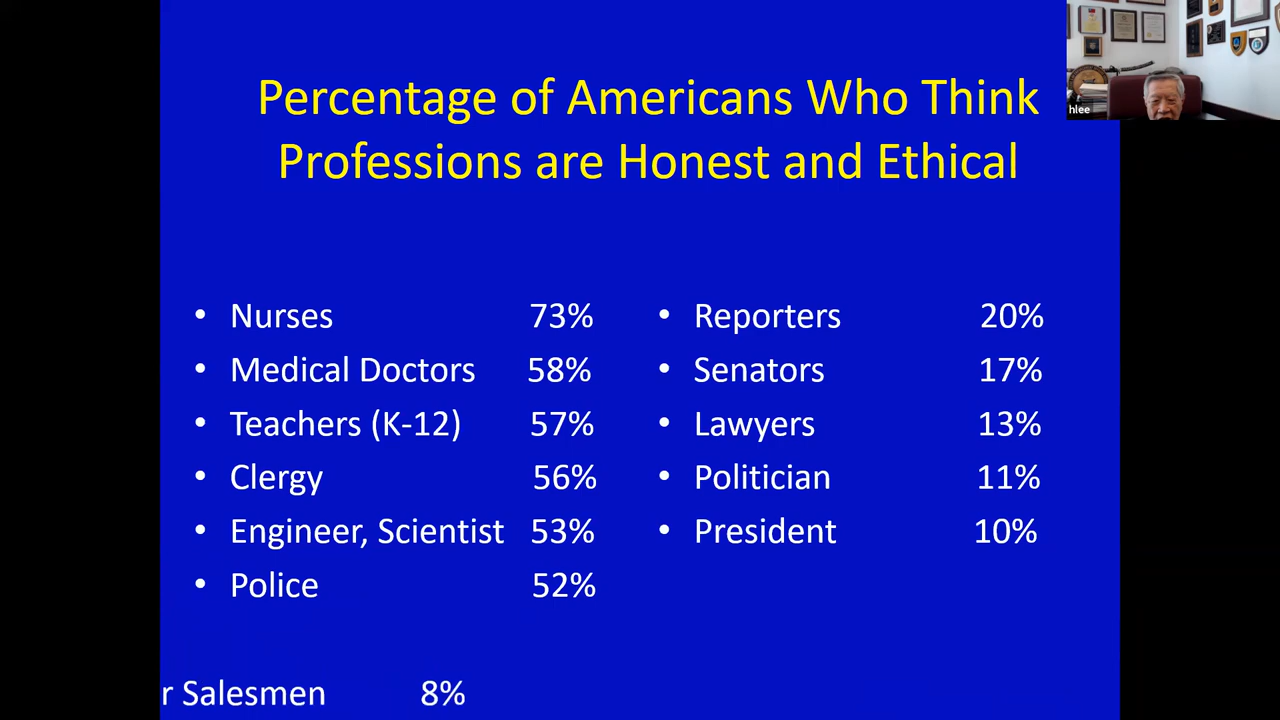 Percentage of Americans Who Think
Professions are Honest and Ethical
• Nurses 73%
• Medical Doctors 58%
• Teachers (K-12) 57%
• Clergy 56%
• Engineer, Scientist 53%
• Police 52%
• Reporters 20%
• Senators 17%
• Lawyers 13%
• Politician 11%
• President 10%
r Salesmen 8%
hlee